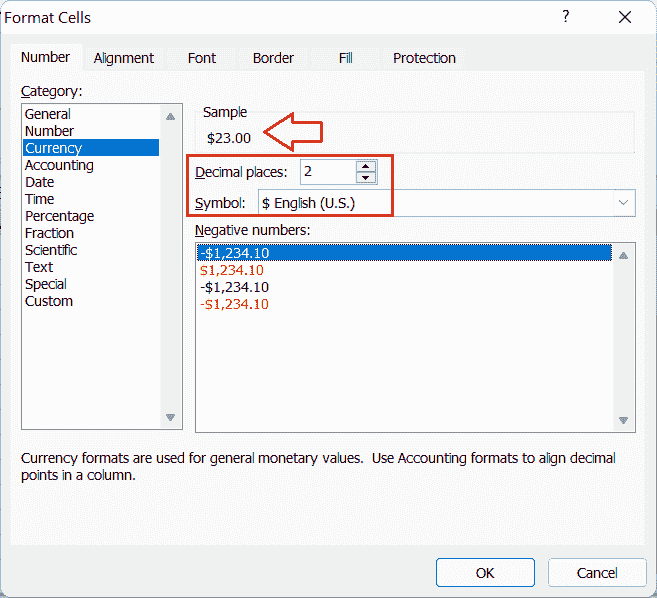 Format Cells
?
Number Alignment Font Border Fill Protection
Category:
General
Number
Currency
Accounting
Date
Time
Percentage
Fraction
Scientific
Text
Special
Custom
Sample
$23.00
Decimal places: 2
Symbol: $ English (U.S.)
Negative numbers:
-$1,234.10
$1,234.10
-$1,234.10
-$1,234.10
Currency formats are used for general monetary values. Use Accounting formats to align decimal
points in a column.
OK Cancel